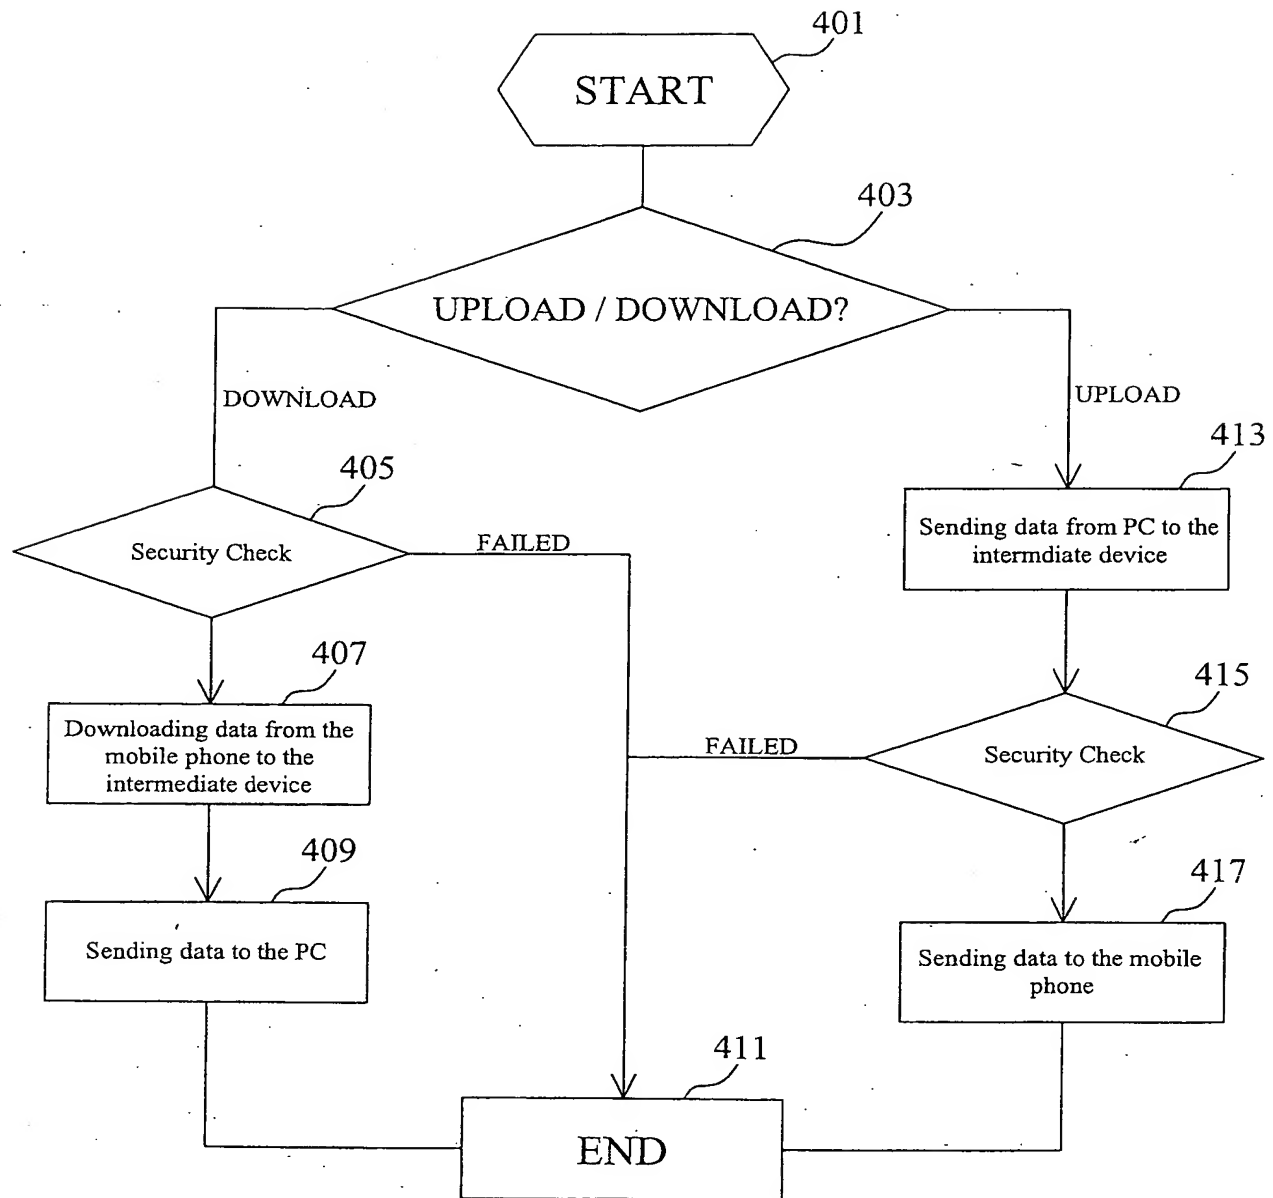 401
START
403
UPLOAD / DOWNLOAD?
DOWNLOAD
UPLOAD
405
Security Check
FAILED
413
Sending data from PC to the
intermdiate device
407
Downloading data from the
mobile phone to the
intermediate device
415
Security Check
FAILED
409
Sending data to the PC
417
Sending data to the mobile
phone
411
END